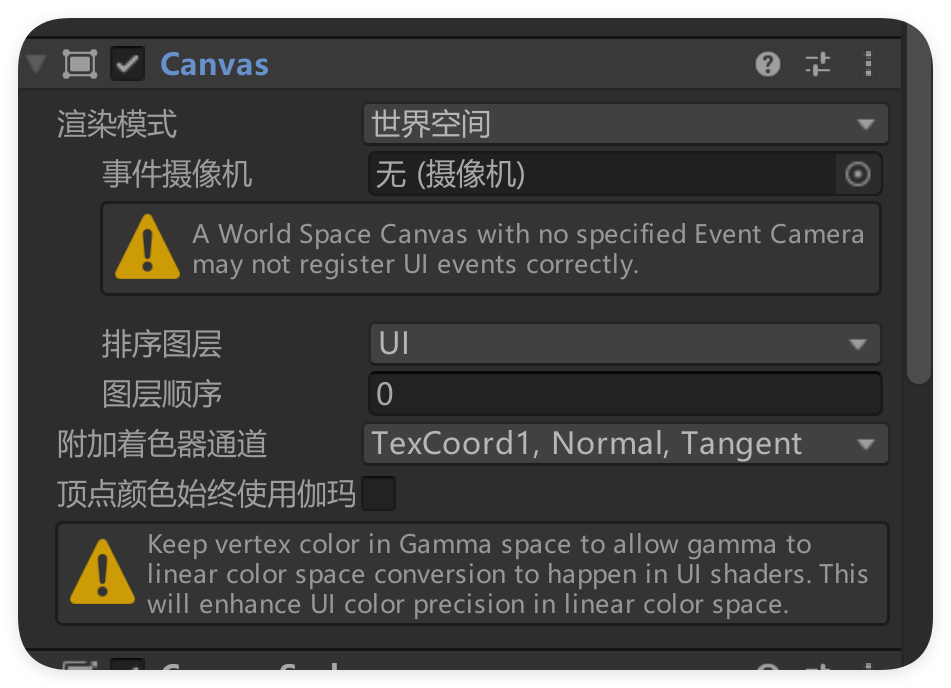 Canvas
渲染模式 世界空间
事件摄像机 无 (摄像机)
A World Space Canvas with no specified Event Camera
may not register UI events correctly.
排序图层 UI
图层顺序 0
附加着色器通道 TexCoord1, Normal, Tangent
顶点颜色始终使用伽玛
Keep vertex color in Gamma space to allow gamma to
linear color space conversion to happen in UI shaders. This
will enhance UI color precision in linear color space.